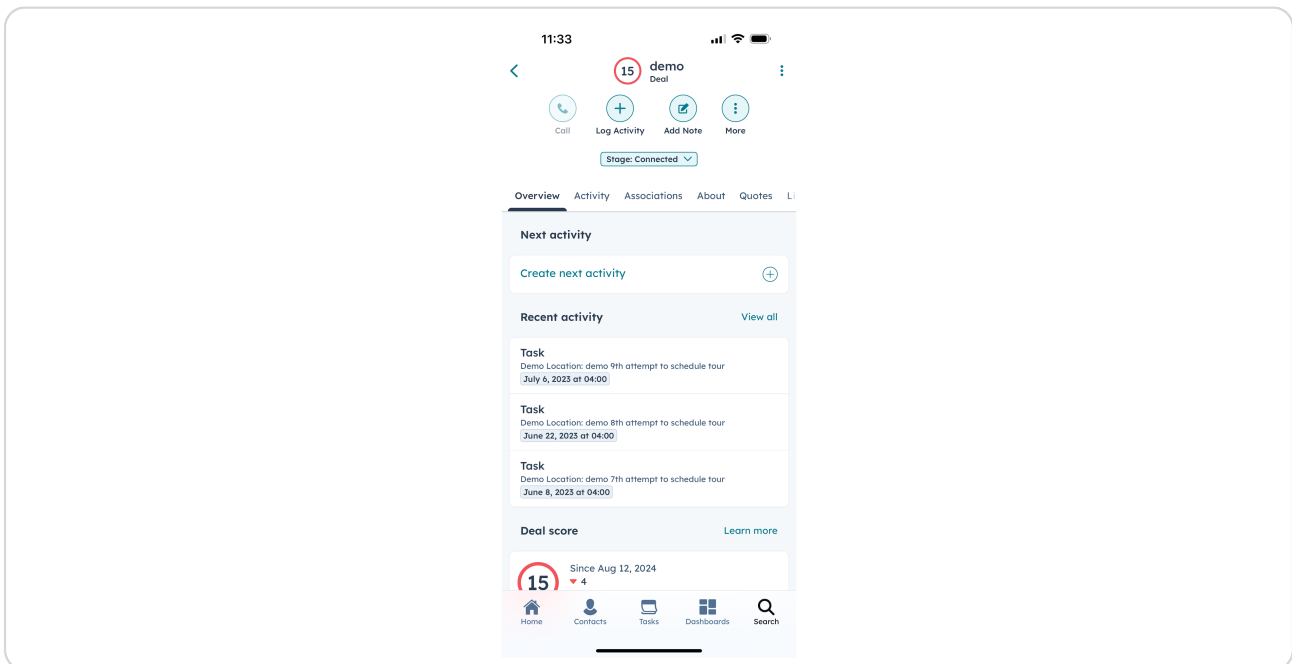 11:33
15
demo
Deal
Call
Log Activity
Add Note
More
Stage: Connected
Overview Activity Associations About Quotes Li
Next activity
Create next activity
Recent activity View all
Task
Demo Location: demo 9th attempt to schedule tour
July 6, 2023 at 04:00
Task
Demo Location: demo 8th attempt to schedule tour
June 22, 2023 at 04:00
Task
Demo Location: demo 7th attempt to schedule tour
June 8, 2023 at 04:00
Deal score Learn more
15
Since Aug 12, 2024
4
Home Contacts Tasks Dashboards Search